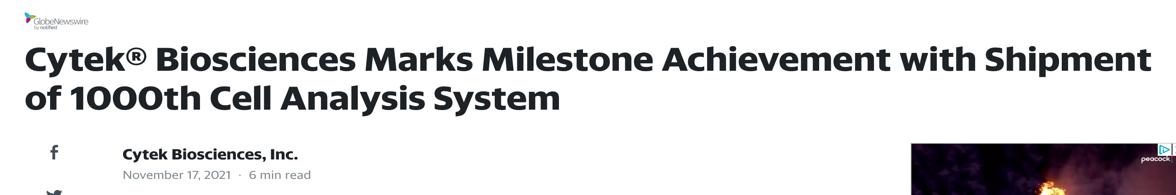 GlobeNewswire
by notified
Cytek® Biosciences Marks Milestone Achievement with Shipment
of 1000th Cell Analysis System
Cytek Biosciences, Inc.
November 17, 2021 · 6 min read
peacock